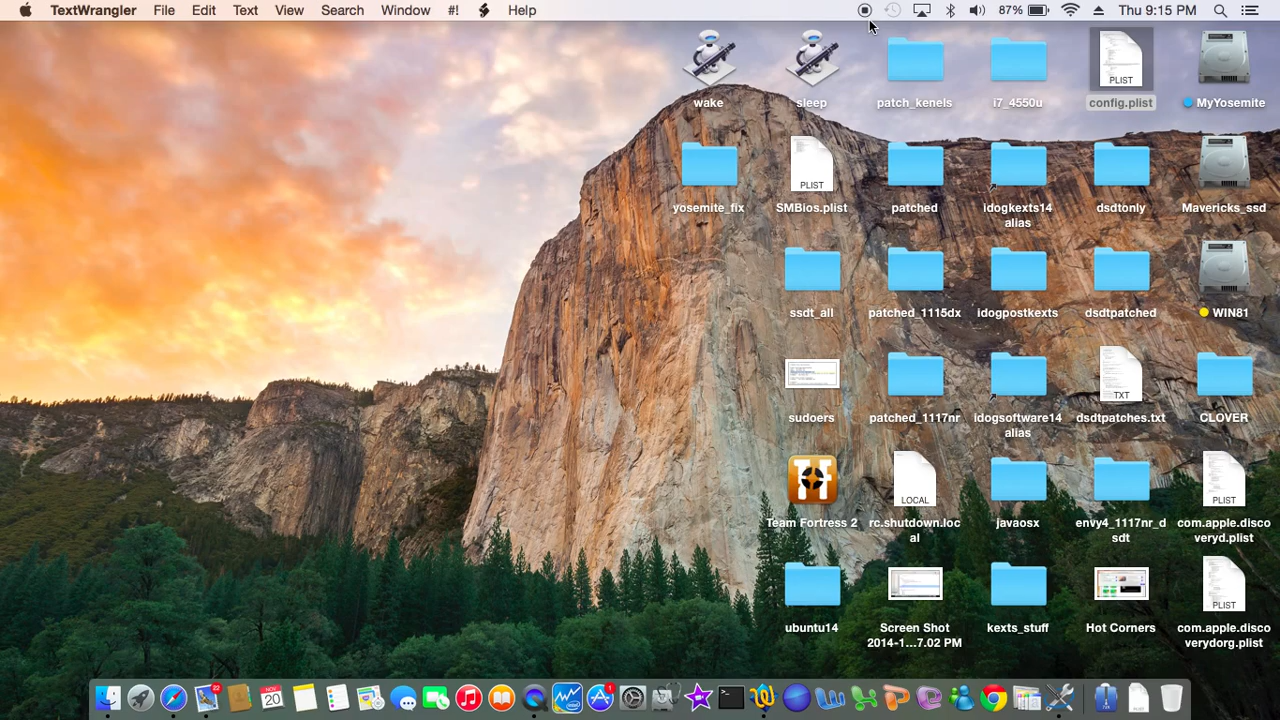 TextWrangler File Edit Text View Search Window #! Help 87% Thu 9:15 PM
PLIST
wake sleep patch_kenels i7_4550u config.plist MyYosemite
PLIST
yosemite_fix SMBios.plist patched idogkexts14 dsdtonly Mavericks_ssd
alias
ssdt_all patched_1115dx idogpostkexts dsdtpatched WIN81
TXT
sudoers patched_1117nr idogsoftware14 dsdtpatches.txt CLOVER
alias
LOCAL PLIST
Team Fortress 2 rc.shutdown.loc javaosx envy4_1117nr_d com.apple.disco
al sdt veryd.plist
PLIST
ubuntu14 Screen Shot kexts_stuff Hot Corners com.apple.disco
2014-1...7.02 PM verydorg.plist
22 NOV 1
20